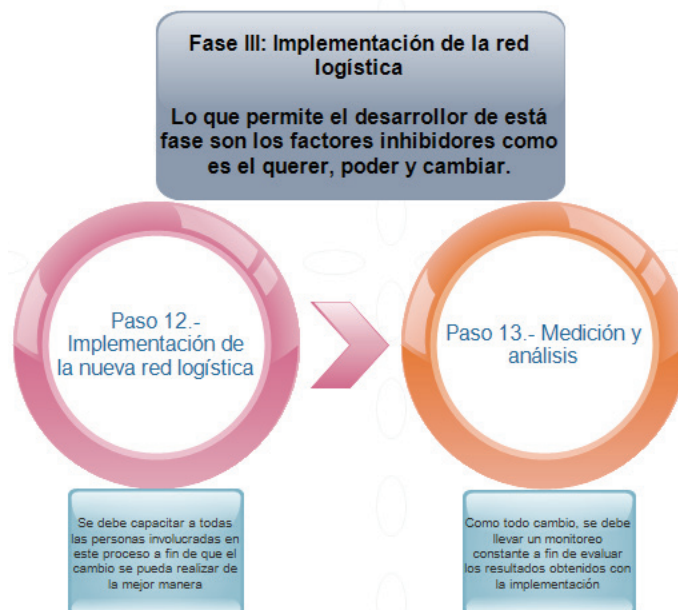 Fase III: Implementación de la red
logística
Lo que permite el desarrollor de está
fase son los factores inhibidores como
es el querer, poder y cambiar.
Paso 12.-
Implementación de
la nueva red logística
Paso 13.- Medición y
análisis
Se debe capacitar a todas
las personas involucradas en
este proceso a fin de que el
cambio se pueda realizar de
la mejor manera
Como todo cambio, se debe
llevar un monitoreo
constante a fin de evaluar
los resultados obtenidos con
la implementación